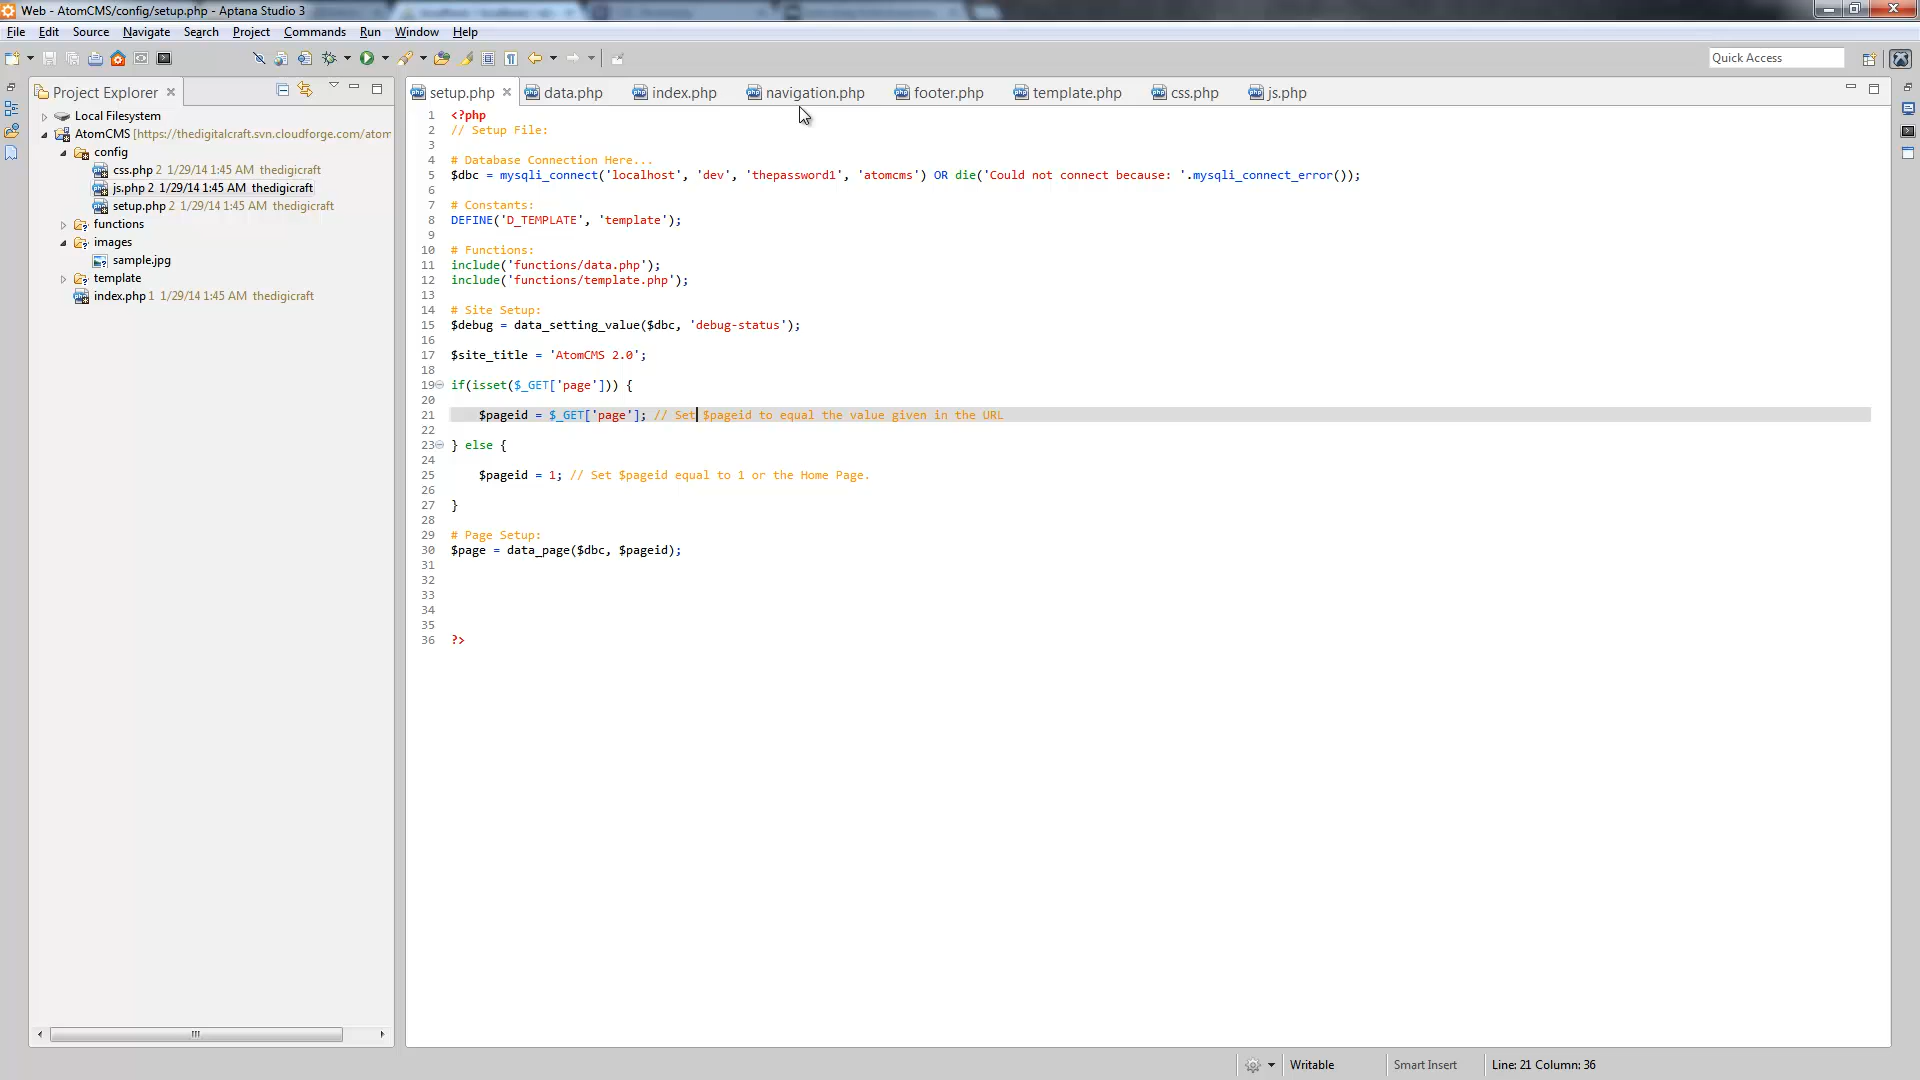 Web - AtomCMS/config/setup.php - Aptana Studio 3
File Edit Source Navigate Search Project Commands Run Window Help
Quick Access
Project Explorer
setup.php data.php index.php navigation.php footer.php template.php css.php js.php
Local Filesystem
AtomCMS [https://thedigitalcraft.svn.cloudforge.com/atom
config
css.php 2 1/29/14 1:45 AM thedigicraft
js.php 2 1/29/14 1:45 AM thedigicraft
setup.php 2 1/29/14 1:45 AM thedigicraft
functions
images
sample.jpg
template
index.php 1 1/29/14 1:45 AM thedigicraft
1 <?php
2 // Setup File:
3
4 # Database Connection Here...
5 $dbc = mysqli_connect('localhost', 'dev', 'thepassword1', 'atomcms') OR die('Could not connect because: '.mysqli_connect_error());
6
7 # Constants:
8 DEFINE('D_TEMPLATE', 'template');
9
10 # Functions:
11 include('functions/data.php');
12 include('functions/template.php');
13
14 # Site Setup:
15 $debug = data_setting_value($dbc, 'debug-status');
16
17 $site_title = 'AtomCMS 2.0';
18
19 if(isset($_GET['page'])) {
20
21 $pageid = $_GET['page']; // Set $pageid to equal the value given in the URL
22
23 } else {
24
25 $pageid = 1; // Set $pageid equal to 1 or the Home Page.
26
27 }
28
29 # Page Setup:
30 $page = data_page($dbc, $pageid);
31
32
33
34
35
36 ?>
Writable Smart Insert Line: 21 Column: 36